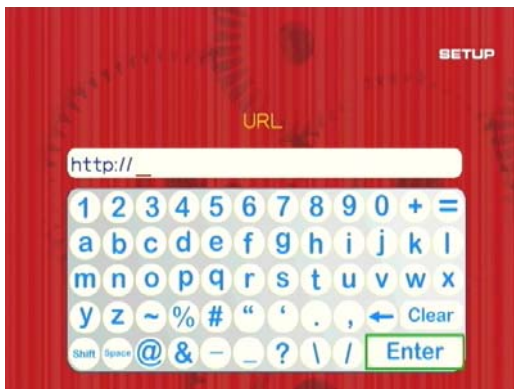 SETUP
URL
http://_
1 2 3 4 5 6 7 8 9 0 + =
a b c d e f g h i j k l
m n o p q r s t u v w x
y z ~ % # “ ‘ . , ← Clear
Shift Space @ & - _ ? \ / Enter